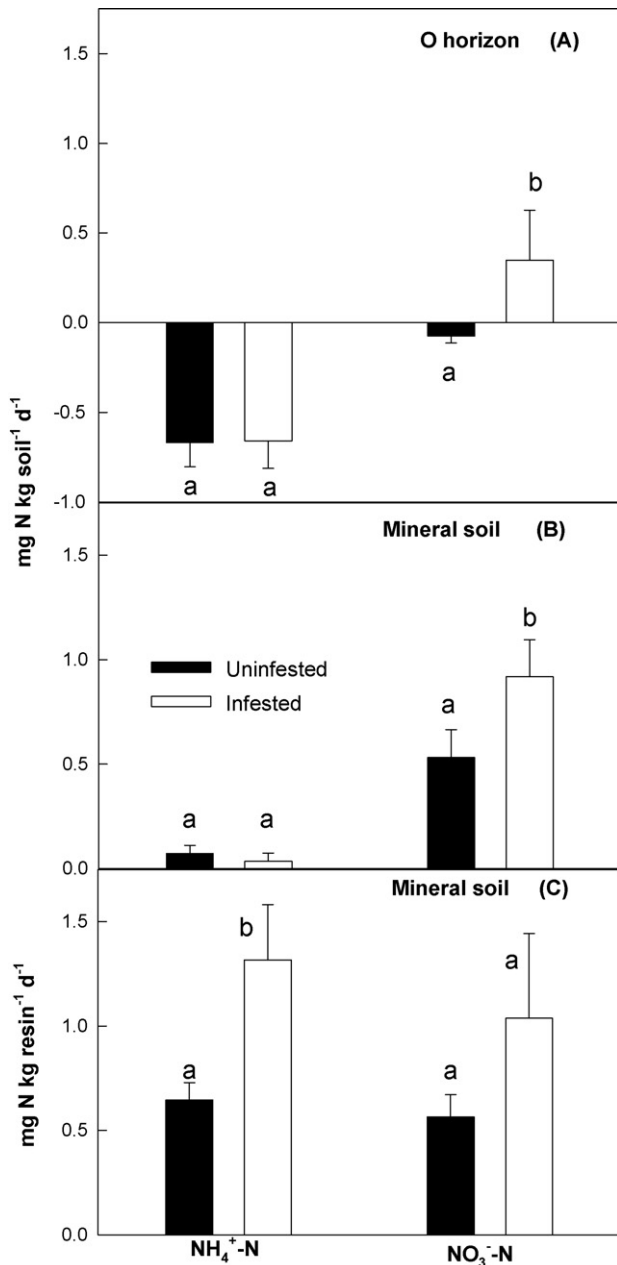 O horizon (A)
1.5
1.0
b
0.5
0.0
a
-0.5
a a
-1.0
mg N kg soil⁻¹ d⁻¹
Mineral soil (B)
1.5
b
1.0
Uninfested
Infested
a
0.5
a a
0.0
Mineral soil (C)
1.5
b
a
1.0
a a
0.5
0.0
mg N kg resin⁻¹ d⁻¹
NH₄⁺-N NO₃⁻-N